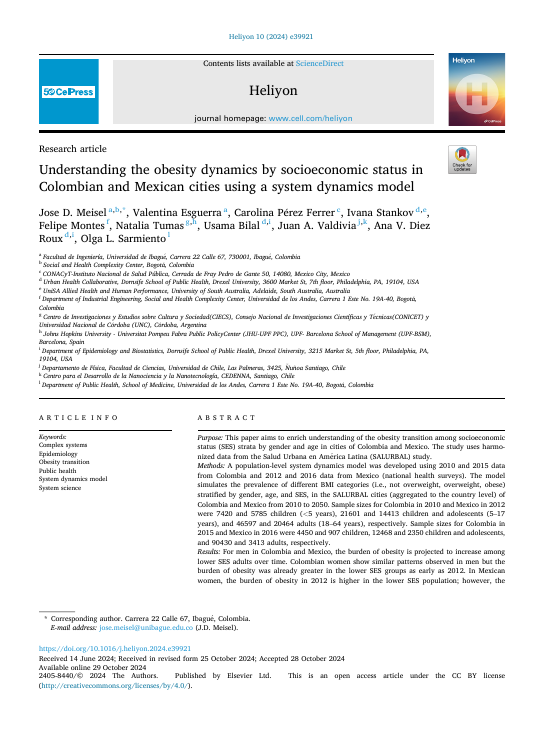 Heliyon 10 (2024) e39921
Contents lists available at ScienceDirect
Heliyon
journal homepage: www.cell.com/heliyon
CelPress
Heliyon
Research article
Check for
updates
Understanding the obesity dynamics by socioeconomic status in
Colombian and Mexican cities using a system dynamics model
Jose D. Meisel a,b,*, Valentina Esguerra a, Carolina Pérez Ferrer c, Ivana Stankov d,e,
Felipe Montes f, Natalia Tumas g,h, Usama Bilal d,i, Juan A. Valdivia j,k, Ana V. Diez
Roux d,i, Olga L. Sarmiento l
a Facultad de Ingeniería, Universidad de Ibagué, Carrera 22 Calle 67, 730001, Ibagué, Colombia
b Social and Health Complexity Center, Bogotá, Colombia
c CONACyT-Instituto Nacional de Salud Pública, Cerrada de Fray Pedro de Gante 50, 14080, Mexico City, Mexico
d Urban Health Collaborative, Dornsife School of Public Health, Drexel University, 3600 Market St, 7th floor, Philadelphia, PA, 19104, USA
e UniSA Allied Health and Human Performance, University of South Australia, Adelaide, South Australia, Australia
f Department of Industrial Engineering, Social and Health Complexity Center, Universidad de los Andes, Carrera 1 Este No. 19A-40, Bogotá,
Colombia
g Centro de Investigaciones y Estudios sobre Cultura y Sociedad(CIECS), Consejo Nacional de Investigaciones Científicas y Técnicas(CONICET) y
Universidad Nacional de Córdoba (UNC), Córdoba, Argentina
h Johns Hopkins University - Universitat Pompeu Fabra Public PolicyCenter (JHU-UPF PPC), UPF- Barcelona School of Management (UPF-BSM),
Barcelona, Spain
i Department of Epidemiology and Biostatistics, Dornsife School of Public Health, Drexel University, 3215 Market St, 5th floor, Philadelphia, PA,
19104, USA
j Departamento de Física, Facultad de Ciencias, Universidad de Chile, Las Palmeras, 3425, Nuñoa Santiago, Chile
k Centro para el Desarrollo de la Nanociencia y la Nanotecnología, CEDENNA, Santiago, Chile
l Department of Public Health, School of Medicine, Universidad de los Andes, Carrera 1 Este No. 19A-40, Bogotá, Colombia
ARTICLE INFO
Keywords:
Complex systems
Epidemiology
Obesity transition
Public health
System dynamics model
System science
ABSTRACT
Purpose: This paper aims to enrich understanding of the obesity transition among socioeconomic
status (SES) strata by gender and age in cities of Colombia and Mexico. The study uses harmo-
nized data from the Salud Urbana en América Latina (SALURBAL) study.
Methods: A population-level system dynamics model was developed using 2010 and 2015 data
from Colombia and 2012 and 2016 data from Mexico (national health surveys). The model
simulates the prevalence of different BMI categories (i.e., not overweight, overweight, obese)
stratified by gender, age, and SES, in the SALURBAL cities (aggregated to the country level) of
Colombia and Mexico from 2010 to 2050. Sample sizes for Colombia in 2010 and Mexico in 2012
were 7420 and 5785 children (<5 years), 21601 and 14413 children and adolescents (5–17
years), and 46597 and 20464 adults (18–64 years), respectively. Sample sizes for Colombia in
2015 and Mexico in 2016 were 4450 and 907 children, 12468 and 2350 children and adolescents,
and 90430 and 3413 adults, respectively.
Results: For men in Colombia and Mexico, the burden of obesity is projected to increase among
lower SES adults over time. Colombian women show similar patterns observed in men but the
burden of obesity was already greater in the lower SES groups as early as 2012. In Mexican
women, the burden of obesity in 2012 is higher in the lower SES population; however, the
* Corresponding author. Carrera 22 Calle 67, Ibagué, Colombia.
E-mail address: jose.meisel@unibague.edu.co (J.D. Meisel).
https://doi.org/10.1016/j.heliyon.2024.e39921
Received 14 June 2024; Received in revised form 25 October 2024; Accepted 28 October 2024
Available online 29 October 2024
2405-8440/© 2024 The Authors. Published by Elsevier Ltd. This is an open access article under the CC BY license
(http://creativecommons.org/licenses/by/4.0/).